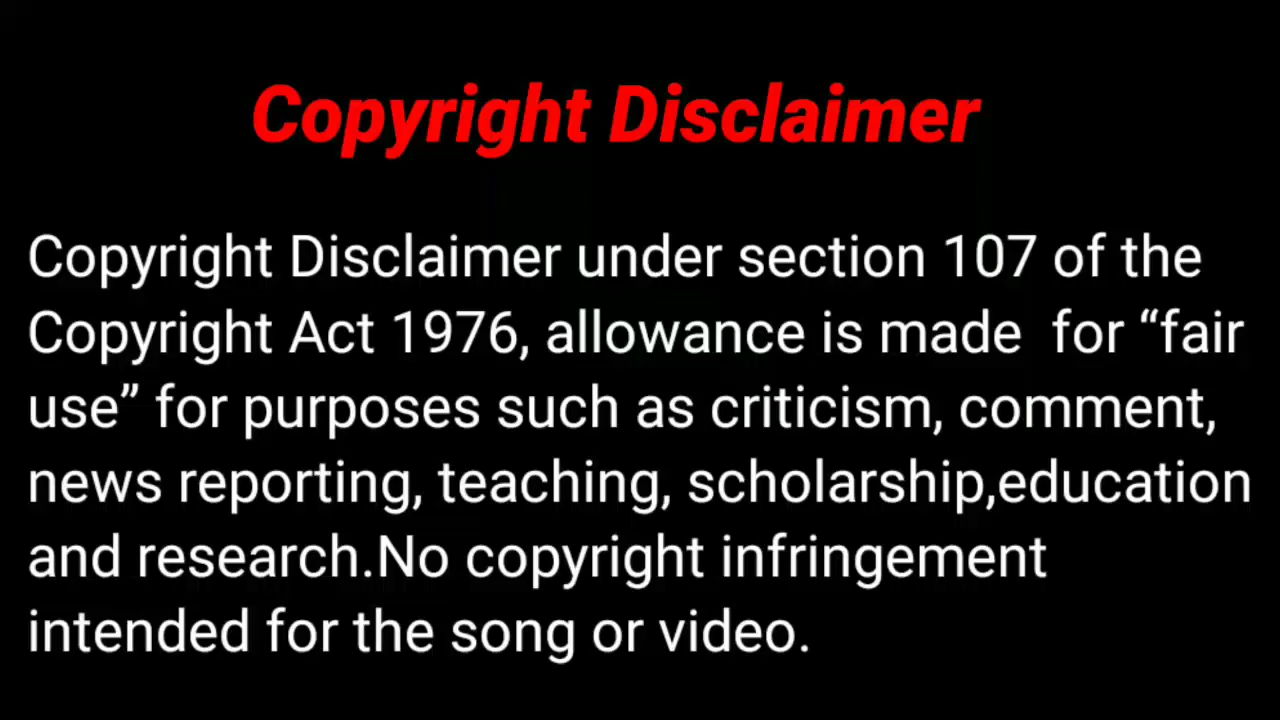 Copyright Disclaimer
Copyright Disclaimer under section 107 of the
Copyright Act 1976, allowance is made  for “fair
use” for purposes such as criticism, comment,
news reporting, teaching, scholarship,education
and research.No copyright infringement
intended for the song or video.